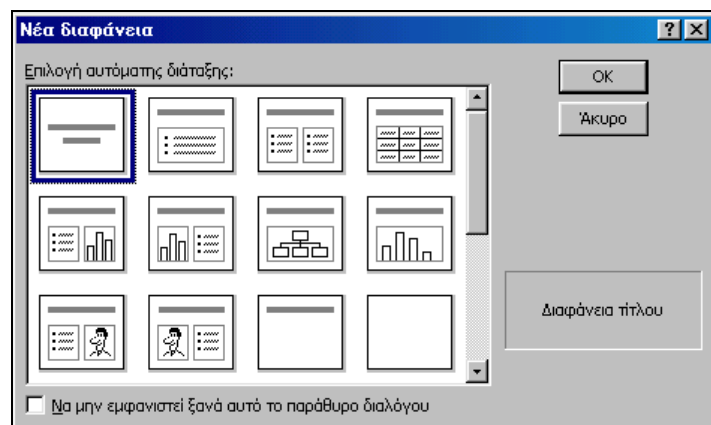 Νέα διαφάνεια
Επιλογή αυτόματης διάταξης:
OK
Άκυρο
Διαφάνεια τίτλου
Να μην εμφανιστεί ξανά αυτό το παράθυρο διαλόγου